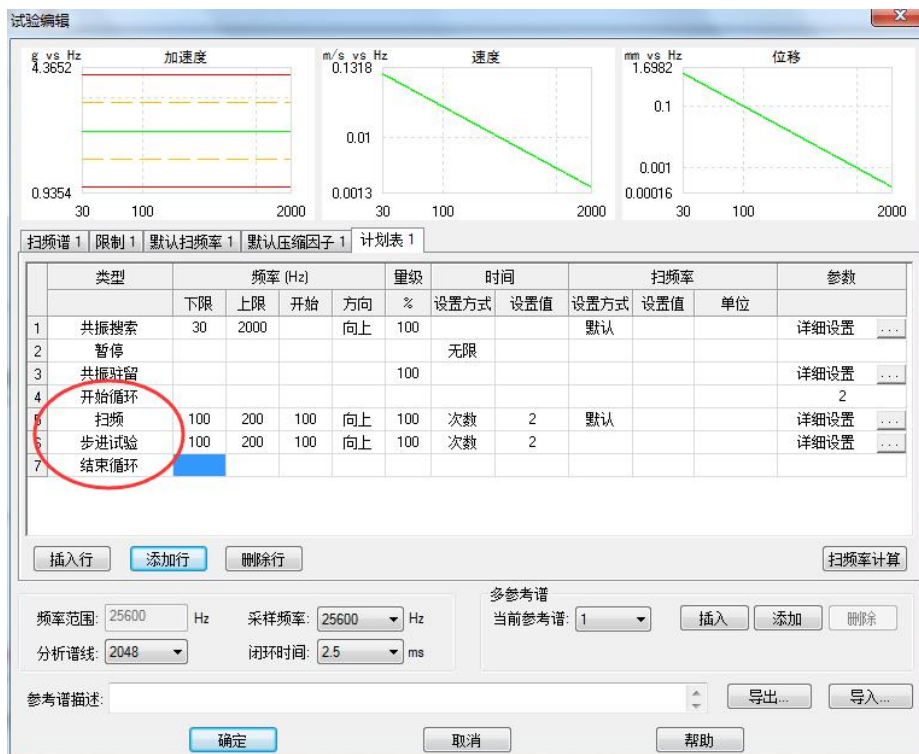 试验编辑
g vs Hz 加速度
4.3652
0.9354
30 100 2000
m/s vs Hz 速度
0.1318
0.01
0.0013
30 100 2000
mm vs Hz 位移
1.6982
0.1
0.001
0.00016
30 100 2000
扫频谱 1 限制 1 默认扫频率 1 默认压缩因子 1 计划表 1
类型 频率 (Hz) 量级 时间 扫频率 参数
下限 上限 开始 方向 % 设置方式 设置值 设置方式 设置值 单位
1 共振搜索 30 2000 向上 100 默认 详细设置 ...
2 暂停 无限
3 共振驻留 100 详细设置 ...
4 开始循环 2
5 扫频 100 200 100 向上 100 次数 2 默认 详细设置 ...
6 步进试验 100 200 100 向上 100 次数 2 详细设置 ...
7 结束循环
插入行 添加行 删除行 扫频率计算
频率范围: 25600 Hz 采样频率: 25600 Hz
分析谱线: 2048 闭环时间: 2.5 ms
多参考谱
当前参考谱: 1 插入 添加 删除
参考谱描述: 导出... 导入...
确定 取消 帮助